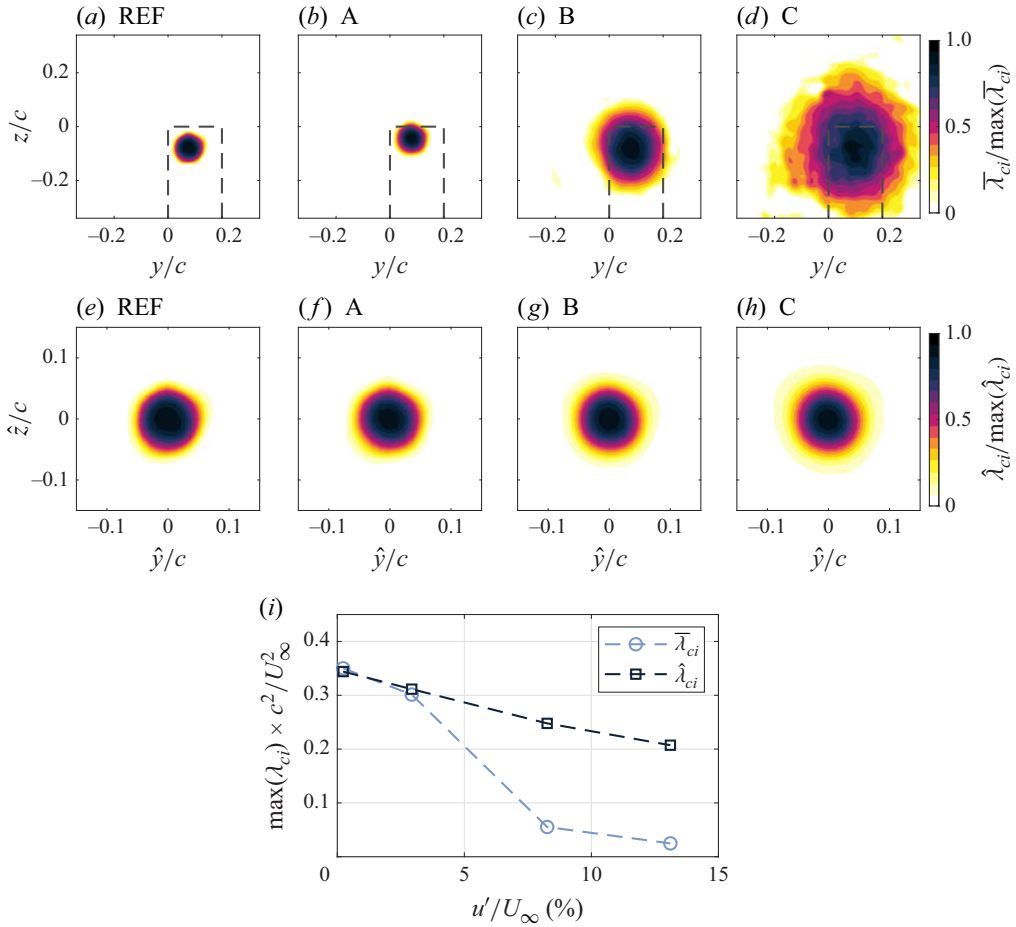 (a) REF
(b) A
(c) B
(d) C
z/c
0.2
0
−0.2
−0.2 0 0.2
−0.2 0 0.2
−0.2 0 0.2
−0.2 0 0.2
y/c
y/c
y/c
y/c
1.0
0.5
0
λ̅ci/max(λ̅ci)
(e) REF
(f) A
(g) B
(h) C
ẑ/c
0.1
0
−0.1
−0.1 0 0.1
−0.1 0 0.1
−0.1 0 0.1
−0.1 0 0.1
ŷ/c
ŷ/c
ŷ/c
ŷ/c
1.0
0.5
0
λ̂ci/max(λ̂ci)
(i)
max(λci) × c²/U²∞
0.4
0.3
0.2
0.1
0 5 10 15
u′/U∞ (%)
λ̅ci
λ̂ci